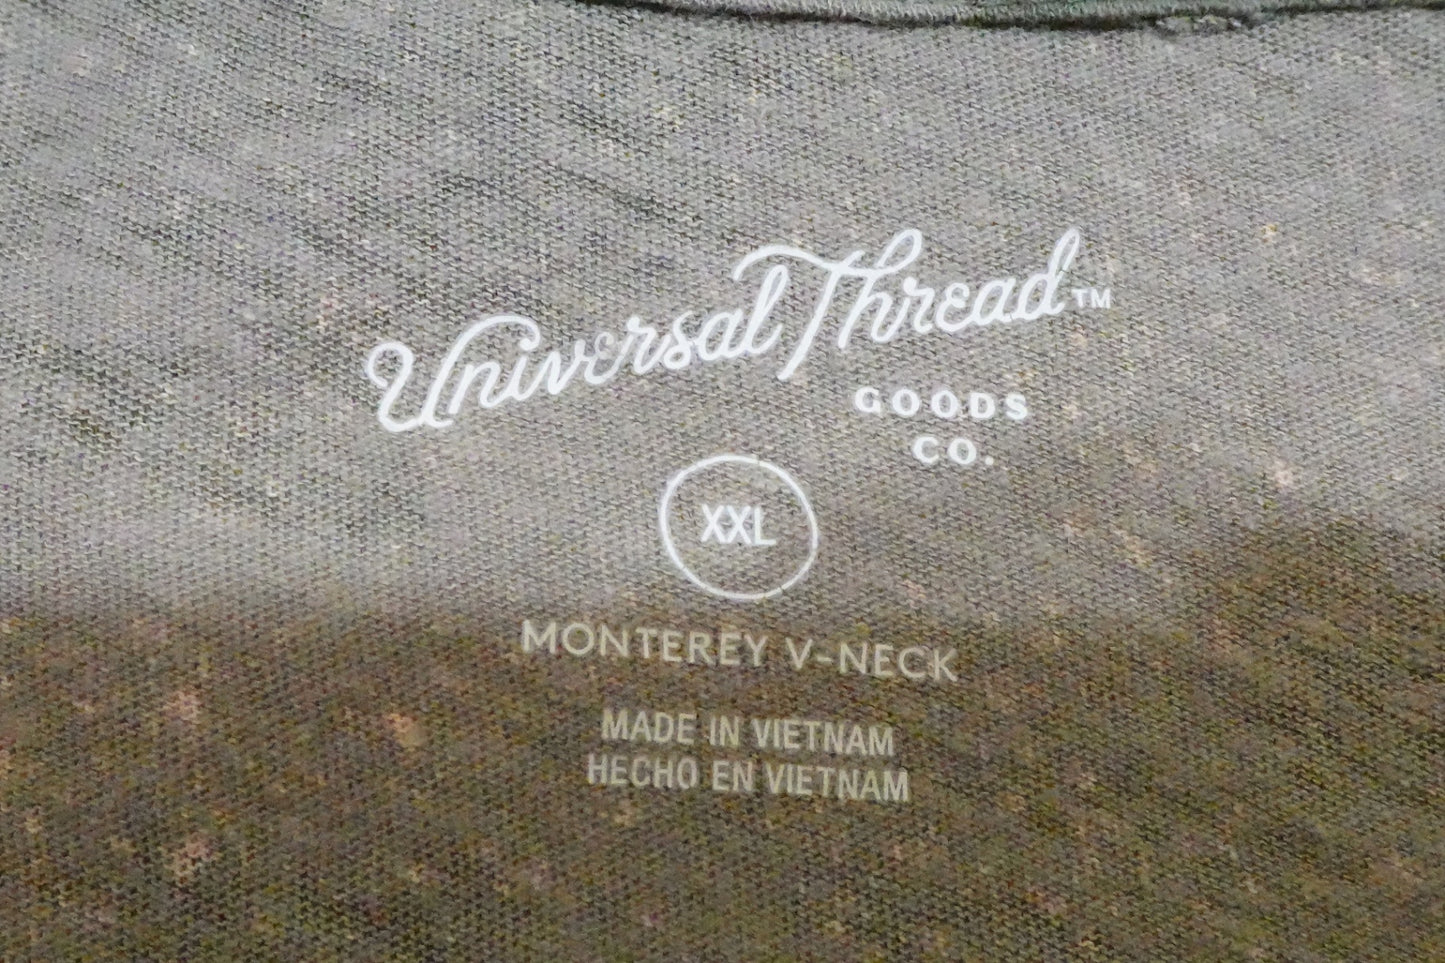 Universal Thread™
GOODS
CO.
XXL
MONTEREY V-NECK
MADE IN VIETNAM
HECHO EN VIETNAM